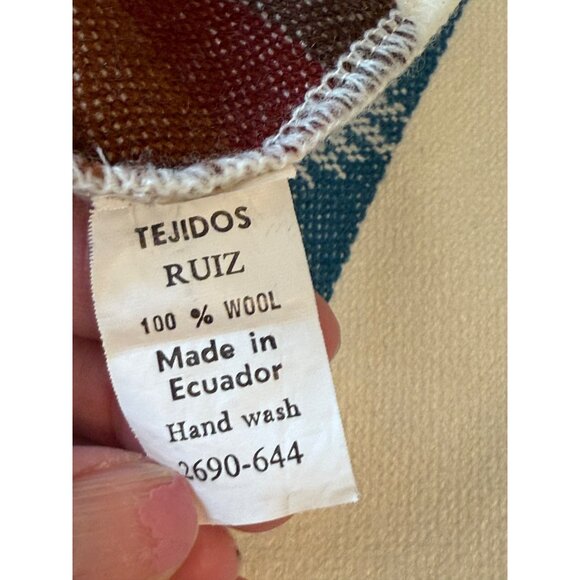 TEJIDOS
RUIZ
100 % WOOL
Made in
Ecuador
Hand wash
2690-644